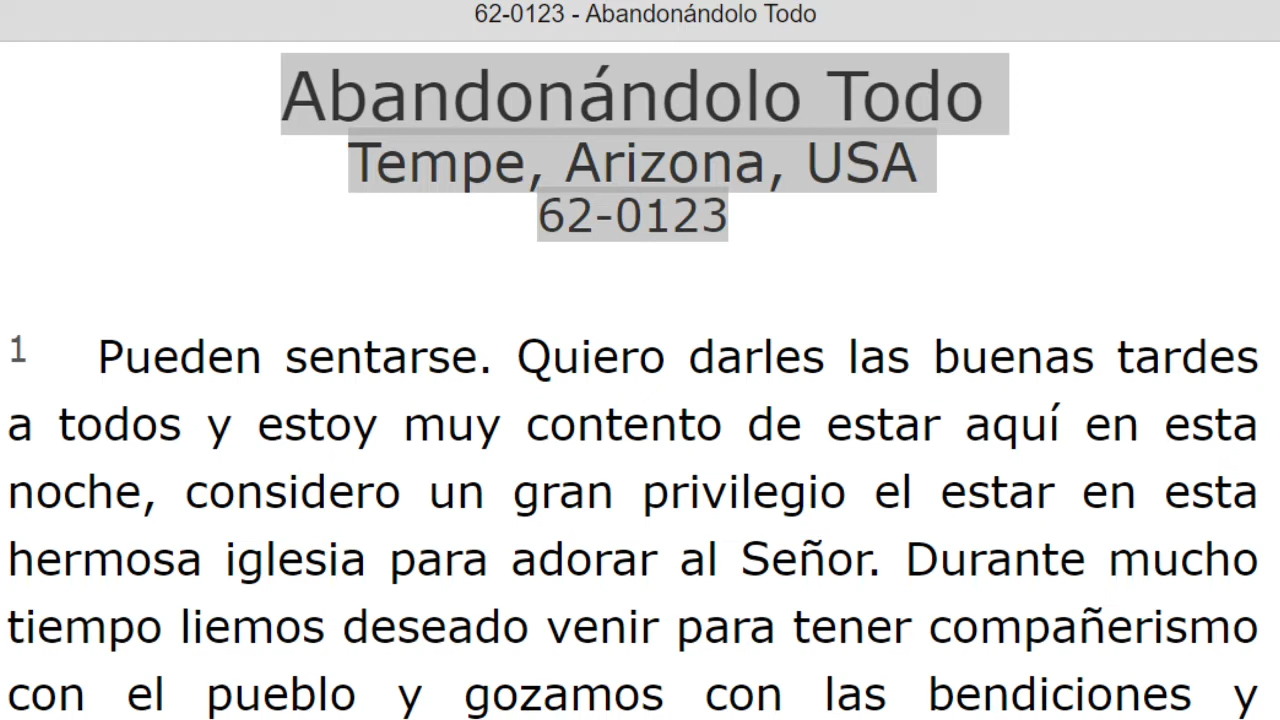 62-0123 - Abandonándolo Todo
Abandonándolo Todo
Tempe, Arizona, USA
62-0123
1 Pueden sentarse. Quiero darles las buenas tardes
a todos y estoy muy contento de estar aquí en esta
noche, considero un gran privilegio el estar en esta
hermosa iglesia para adorar al Señor. Durante mucho
tiempo liemos deseado venir para tener compañerismo
con el pueblo y gozamos con las bendiciones y